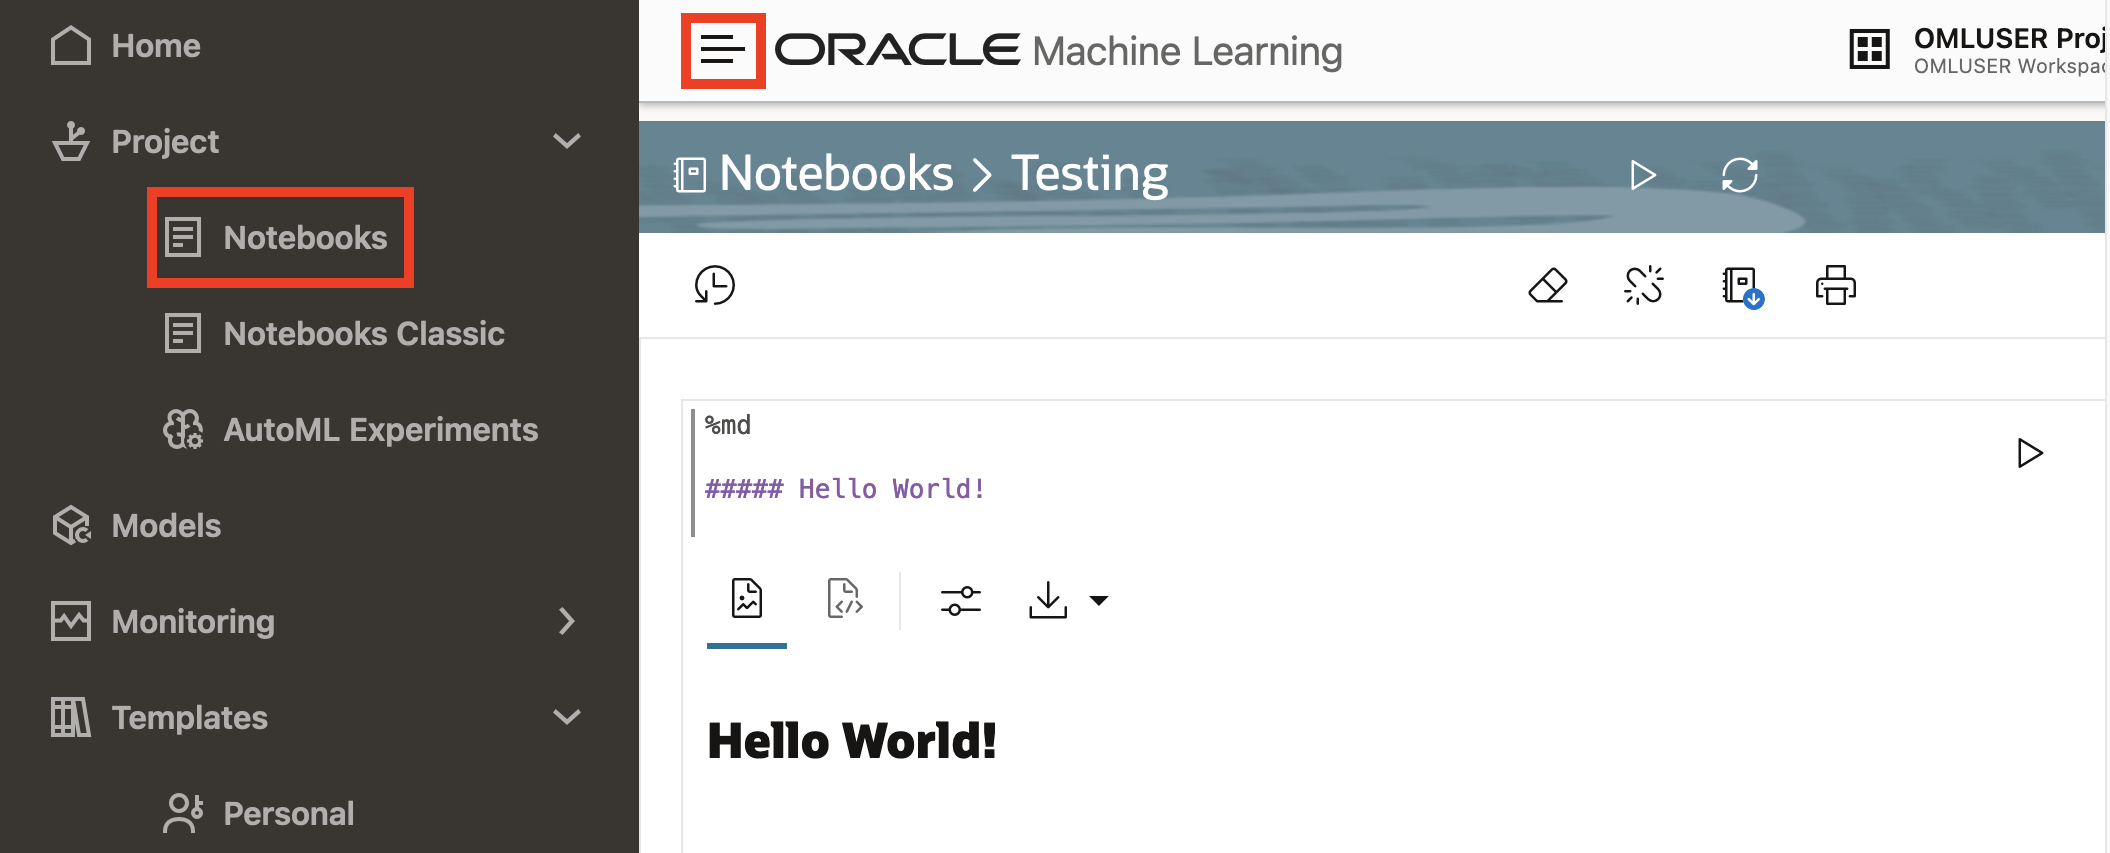 Home
Project
Notebooks
Notebooks Classic
AutoML Experiments
Models
Monitoring
Templates
Personal
ORACLE Machine Learning
OMLUSER Proj
OMLUSER Workspac
Notebooks > Testing
%md
##### Hello World!
Hello World!